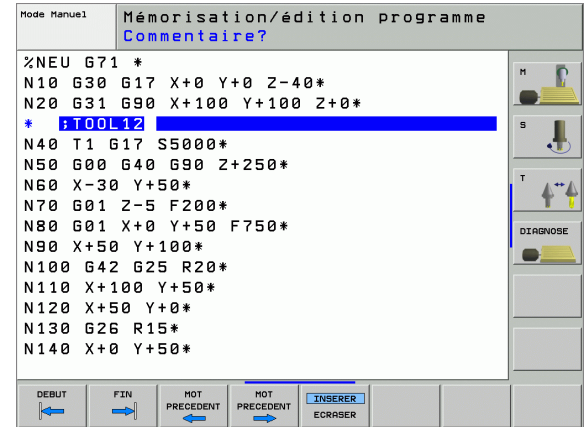 Mode Manuel
Mémorisation/édition programme
Commentaire?
%NEU G71 *
N10 G30 G17 X+0 Y+0 Z-40*
N20 G31 G90 X+100 Y+100 Z+0*
* ;TOOL12
N40 T1 G17 S5000*
N50 G00 G40 G90 Z+250*
N60 X-30 Y+50*
N70 G01 Z-5 F200*
N80 G01 X+0 Y+50 F750*
N90 X+50 Y+100*
N100 G42 G25 R20*
N110 X+100 Y+50*
N120 X+50 Y+0*
N130 G26 R15*
N140 X+0 Y+50*
M
S
T
DIAGNOSE
DEBUT
FIN
MOT PRECEDENT
MOT PRECEDENT
INSERER
ECRASER